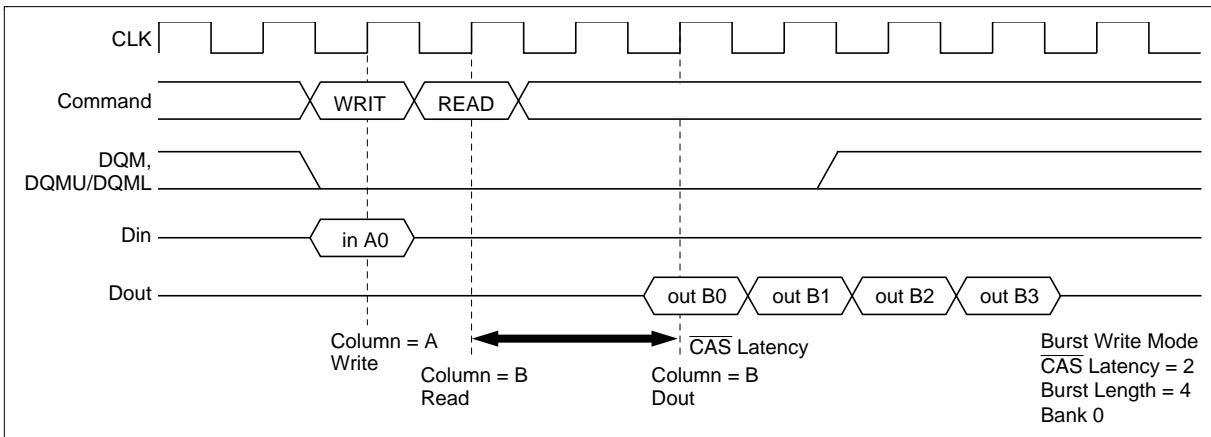 CLK
Command
WRIT
READ
DQM,
DQMU/DQML
Din
in A0
Dout
out B0
out B1
out B2
out B3
Column = A
Write
Column = B
Read
CAS Latency
Column = B
Dout
Burst Write Mode
CAS Latency = 2
Burst Length = 4
Bank 0